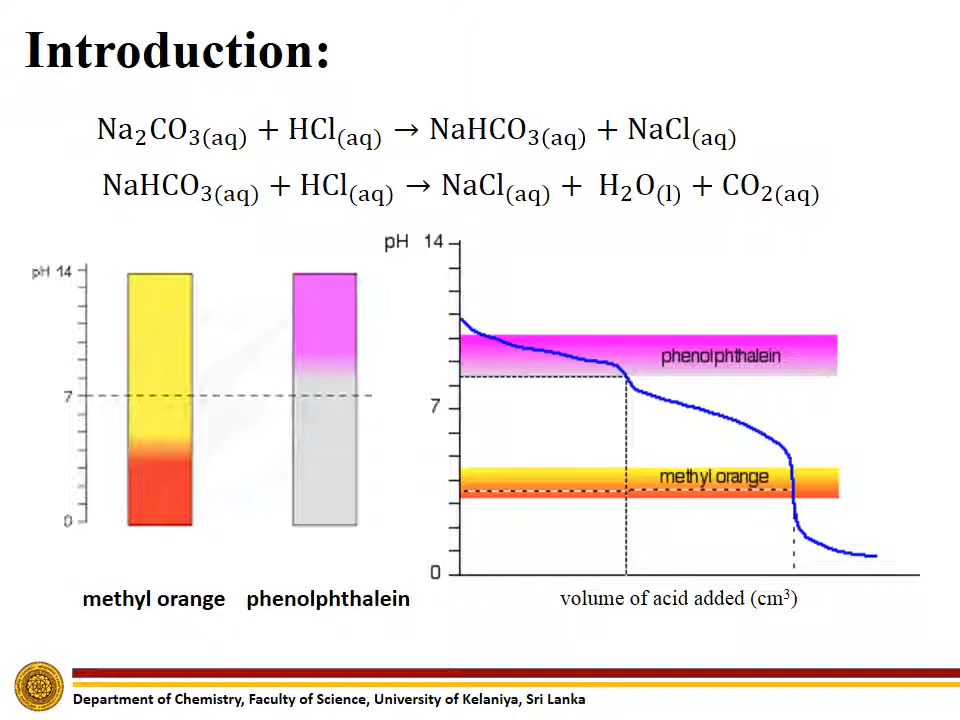 Introduction:
Na₂CO₃(aq) + HCl(aq) → NaHCO₃(aq) + NaCl(aq)
NaHCO₃(aq) + HCl(aq) → NaCl(aq) + H₂O(l) + CO₂(aq)
pH 14
7
0
methyl orange
phenolphthalein
pH 14
phenolphthalein
7
methyl orange
0
volume of acid added (cm³)
Department of Chemistry, Faculty of Science, University of Kelaniya, Sri Lanka